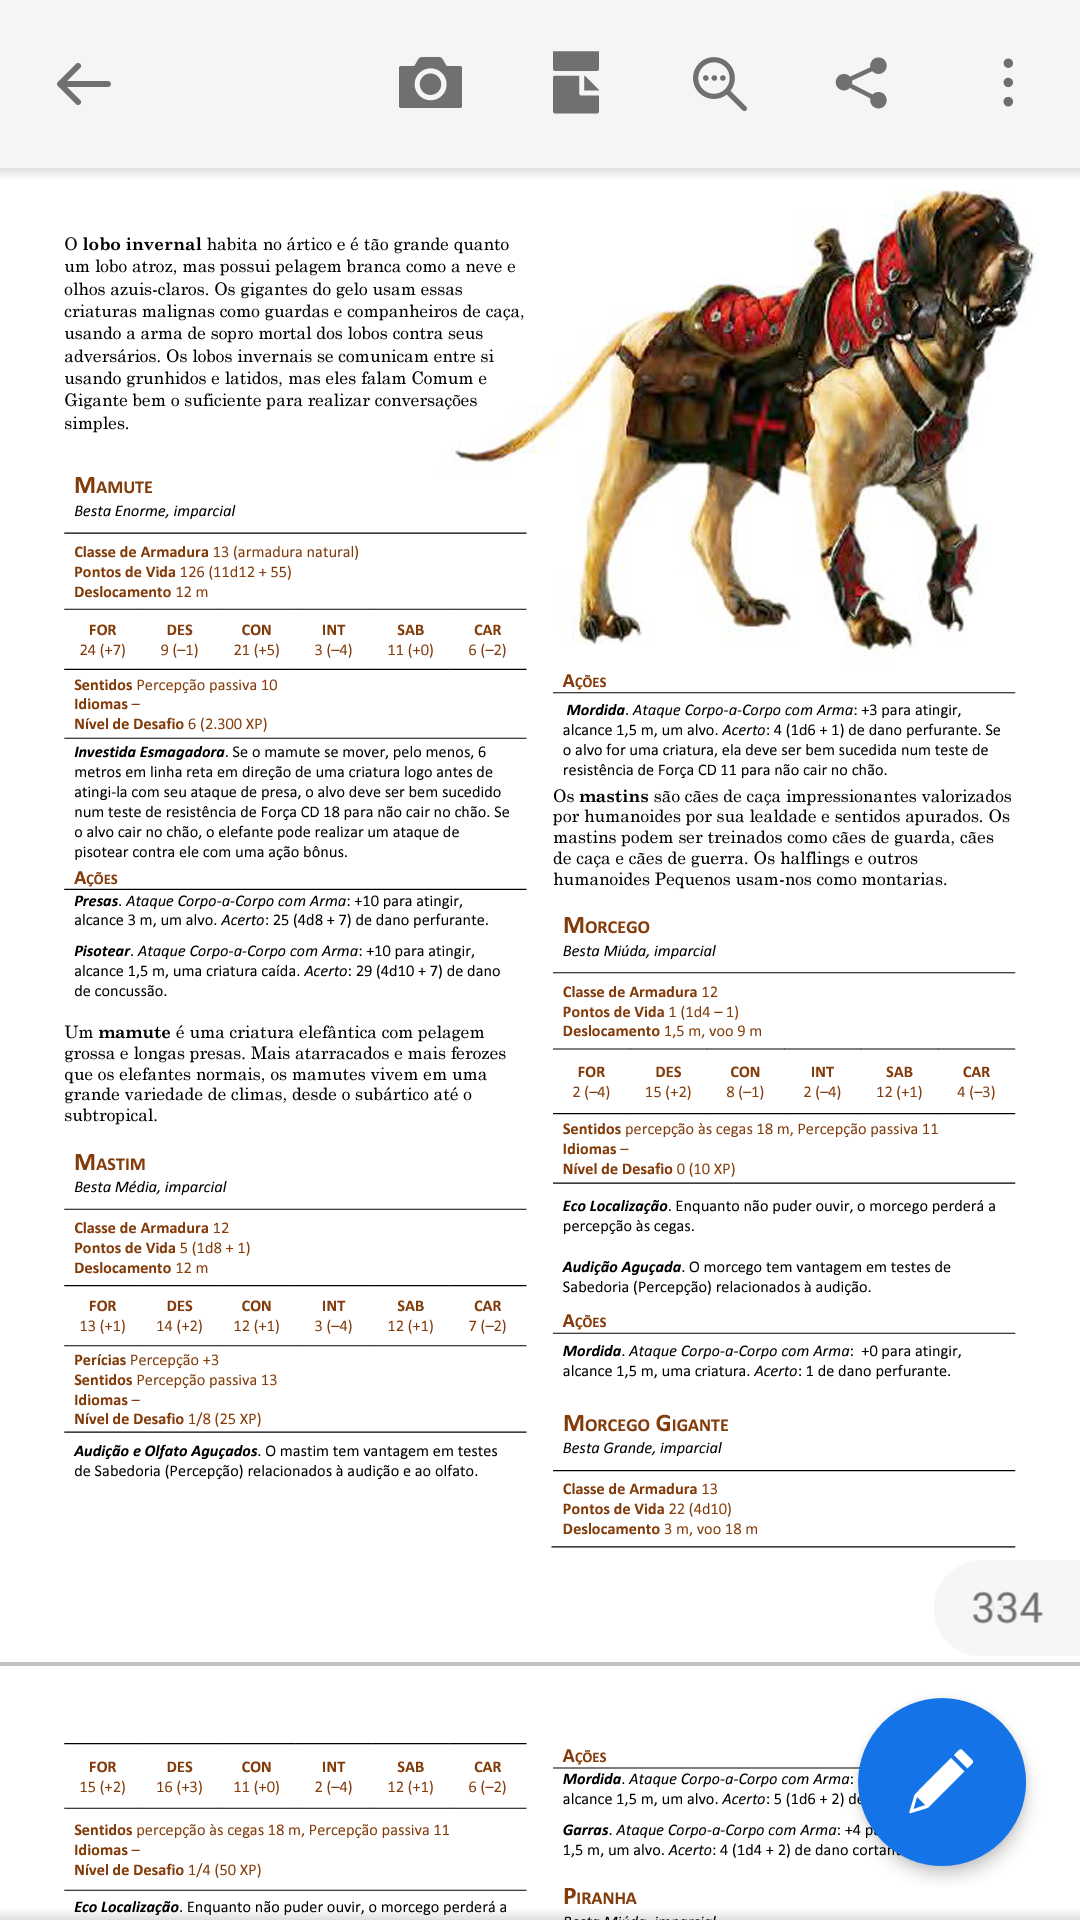 O lobo invernal habita no ártico e é tão grande quanto
um lobo atroz, mas possui pelagem branca como a neve e
olhos azuis-claros. Os gigantes do gelo usam essas
criaturas malignas como guardas e companheiros de caça,
usando a arma de sopro mortal dos lobos contra seus
adversários. Os lobos invernais se comunicam entre si
usando grunhidos e latidos, mas eles falam Comum e
Gigante bem o suficiente para realizar conversações
simples.
MAMUTE
Besta Enorme, imparcial
Classe de Armadura 13 (armadura natural)
Pontos de Vida 126 (11d12 + 55)
Deslocamento 12 m
FOR DES CON INT SAB CAR
24 (+7) 9 (–1) 21 (+5) 3 (–4) 11 (+0) 6 (–2)
Sentidos Percepção passiva 10
Idiomas –
Nível de Desafio 6 (2.300 XP)
Investida Esmagadora. Se o mamute se mover, pelo menos, 6
metros em linha reta em direção de uma criatura logo antes de
atingi-la com seu ataque de presa, o alvo deve ser bem sucedido
num teste de resistência de Força CD 18 para não cair no chão. Se
o alvo cair no chão, o elefante pode realizar um ataque de
pisotear contra ele com uma ação bônus.
AÇÕES
Presas. Ataque Corpo-a-Corpo com Arma: +10 para atingir,
alcance 3 m, um alvo. Acerto: 25 (4d8 + 7) de dano perfurante.
Pisotear. Ataque Corpo-a-Corpo com Arma: +10 para atingir,
alcance 1,5 m, uma criatura caída. Acerto: 29 (4d10 + 7) de dano
de concussão.
Um mamute é uma criatura elefântica com pelagem
grossa e longas presas. Mais atarracados e mais ferozes
que os elefantes normais, os mamutes vivem em uma
grande variedade de climas, desde o subártico até o
subtropical.
MASTIM
Besta Média, imparcial
Classe de Armadura 12
Pontos de Vida 5 (1d8 + 1)
Deslocamento 12 m
FOR DES CON INT SAB CAR
13 (+1) 14 (+2) 12 (+1) 3 (–4) 12 (+1) 7 (–2)
Perícias Percepção +3
Sentidos Percepção passiva 13
Idiomas –
Nível de Desafio 1/8 (25 XP)
Audição e Olfato Aguçados. O mastim tem vantagem em testes
de Sabedoria (Percepção) relacionados à audição e ao olfato.
AÇÕES
Mordida. Ataque Corpo-a-Corpo com Arma: +3 para atingir,
alcance 1,5 m, um alvo. Acerto: 4 (1d6 + 1) de dano perfurante. Se
o alvo for uma criatura, ela deve ser bem sucedida num teste de
resistência de Força CD 11 para não cair no chão.
Os mastins são cães de caça impressionantes valorizados
por humanoides por sua lealdade e sentidos apurados. Os
mastins podem ser treinados como cães de guarda, cães
de caça e cães de guerra. Os halflings e outros
humanoides Pequenos usam-nos como montarias.
MORCEGO
Besta Miúda, imparcial
Classe de Armadura 12
Pontos de Vida 1 (1d4 – 1)
Deslocamento 1,5 m, voo 9 m
FOR DES CON INT SAB CAR
2 (–4) 15 (+2) 8 (–1) 2 (–4) 12 (+1) 4 (–3)
Sentidos percepção às cegas 18 m, Percepção passiva 11
Idiomas –
Nível de Desafio 0 (10 XP)
Eco Localização. Enquanto não puder ouvir, o morcego perderá a
percepção às cegas.
Audição Aguçada. O morcego tem vantagem em testes de
Sabedoria (Percepção) relacionados à audição.
AÇÕES
Mordida. Ataque Corpo-a-Corpo com Arma: +0 para atingir,
alcance 1,5 m, uma criatura. Acerto: 1 de dano perfurante.
MORCEGO GIGANTE
Besta Grande, imparcial
Classe de Armadura 13
Pontos de Vida 22 (4d10)
Deslocamento 3 m, voo 18 m
334
FOR DES CON INT SAB CAR
15 (+2) 16 (+3) 11 (+0) 2 (–4) 12 (+1) 6 (–2)
Sentidos percepção às cegas 18 m, Percepção passiva 11
Idiomas –
Nível de Desafio 1/4 (50 XP)
Eco Localização. Enquanto não puder ouvir, o morcego perderá a
AÇÕES
Mordida. Ataque Corpo-a-Corpo com Arma:
alcance 1,5 m, um alvo. Acerto: 5 (1d6 + 2)
Garras. Ataque Corpo-a-Corpo com Arma: +4
1,5 m, um alvo. Acerto: 4 (1d4 + 2) de dano
PIRANHA